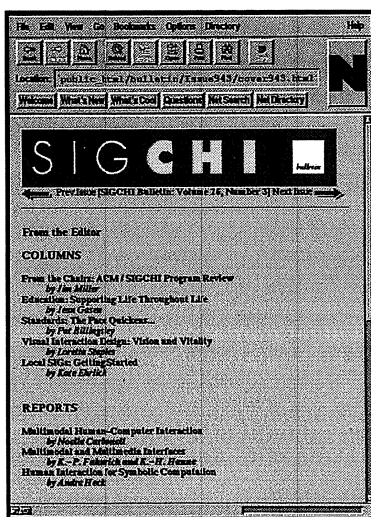 File Edit View Go Bookmarks Options Directory Help
Location: public_html/bulletin/Issue943/cover943.html
Welcome What's New What's Cool Questions Net Search Net Directory
N
SIGCHI bulletin
Prev.Issue [SIGCHI Bulletin: Volume 26, Number 3] Next Issue
From the Editor
COLUMNS
From the Chairs: ACM / SIGCHI Program Review
by Jim Miller
Education: Supporting Life Throughout Life
by Jean Gasen
Standards: The Pace Quickens...
by Pat Billingsley
Visual Interaction Design: Vision and Vitality
by Loretta Staples
Local SIGs: GettingStarted
by Kate Ehrlich
REPORTS
Multimodal Human-Computer Interaction
by Noelle Carbonell
Multimodal and Multimedia Interfaces
by K.-P. Fahnrich and K.-H. Hanne
Human Interaction for Symbolic Computation
by Andre Heck